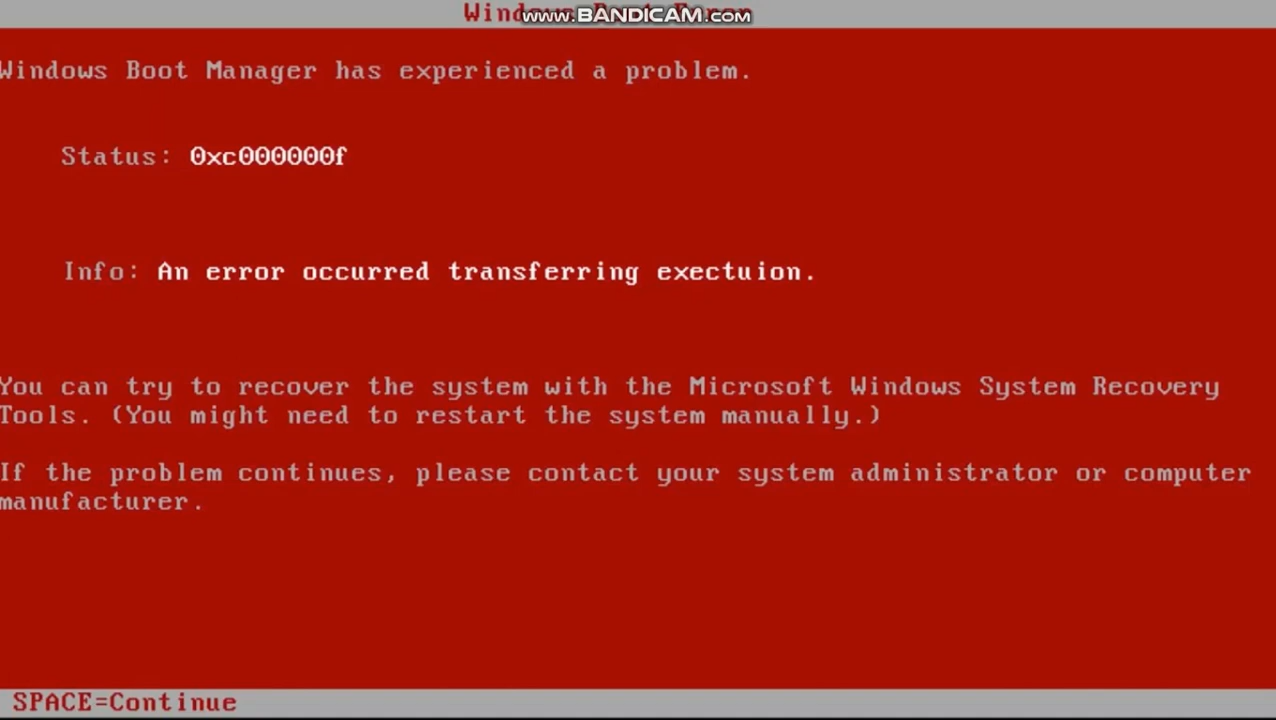 Windo
www.BANDICAM.com
Windows Boot Manager has experienced a problem.
Status: 0xc000000f
Info: An error occurred transferring exectuion.
You can try to recover the system with the Microsoft Windows System Recovery
Tools. (You might need to restart the system manually.)
If the problem continues, please contact your system administrator or computer
manufacturer.
SPACE=Continue